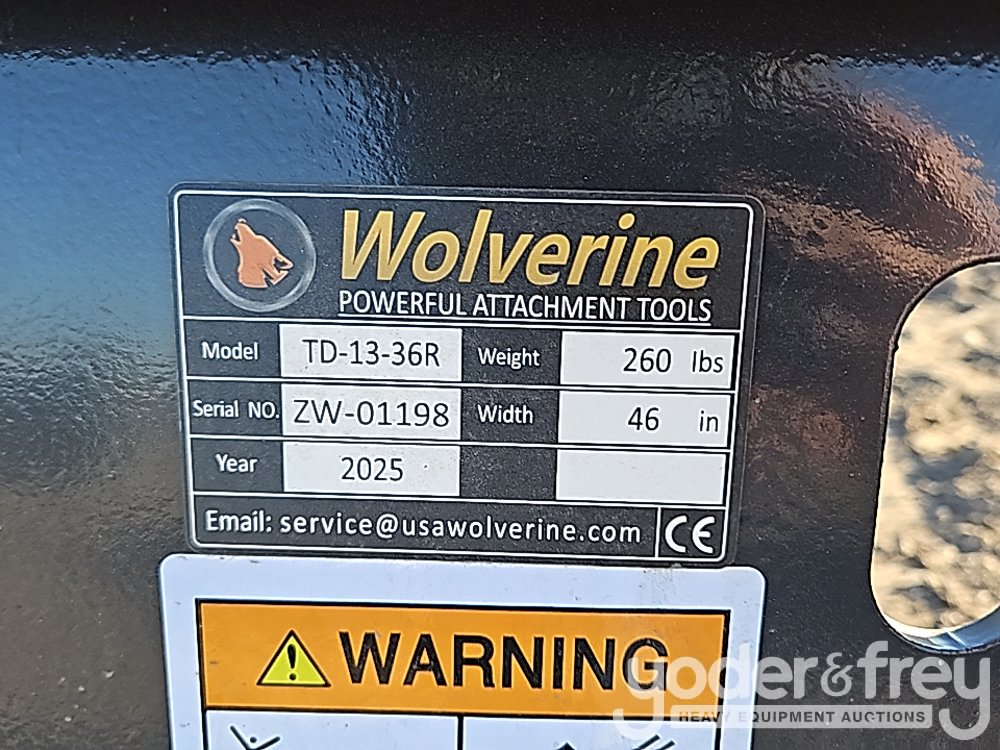 Wolverine
POWERFUL ATTACHMENT TOOLS
Model TD-13-36R Weight 260 lbs
Serial NO. ZW-01198 Width 46 in
Year 2025
Email: service@usawolverine.com CE
WARNING
yoder&frey
HEAVY EQUIPMENT AUCTIONS